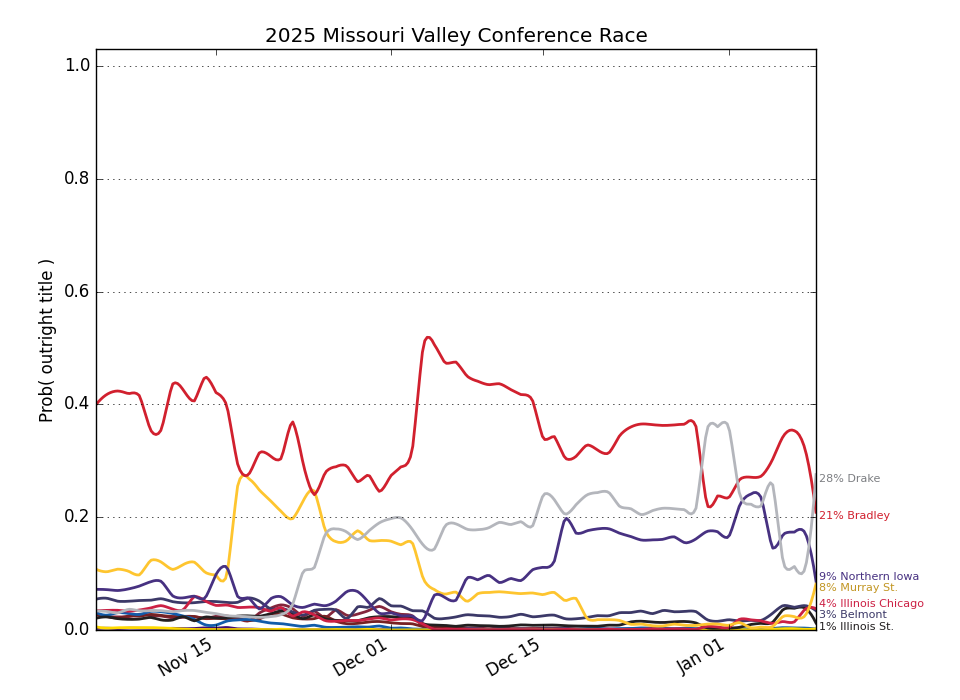 2025 Missouri Valley Conference Race
1.0
0.8
0.6
0.4
0.2
0.0
Prob( outright title )
28% Drake
21% Bradley
9% Northern Iowa
8% Murray St.
4% Illinois Chicago
3% Belmont
1% Illinois St.
Nov 15
Dec 01
Dec 15
Jan 01